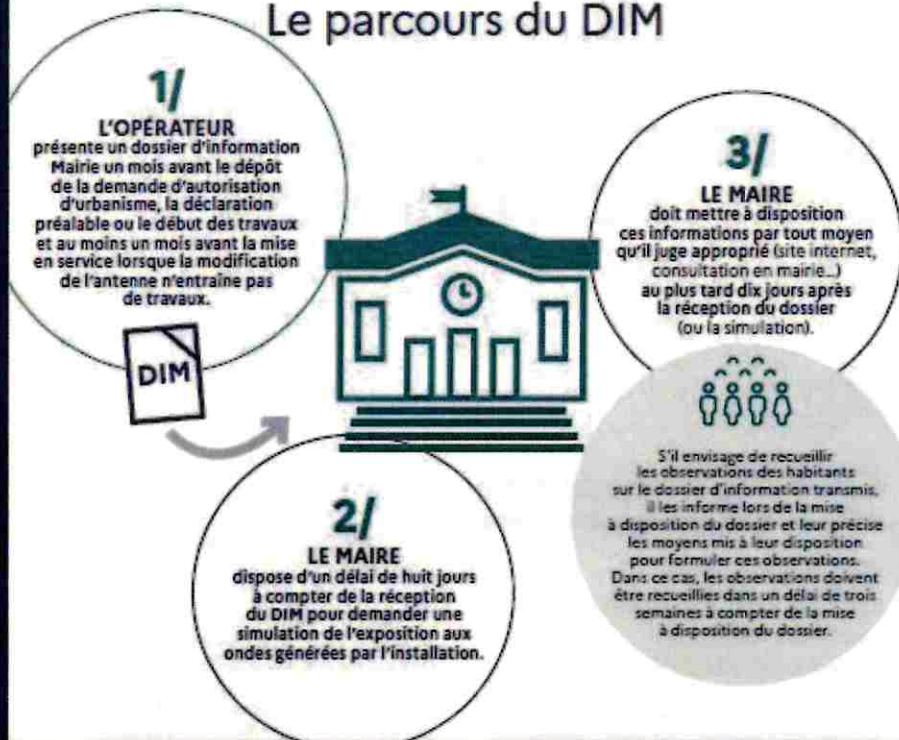 Le parcours du DIM
1/
L'OPÉRATEUR
présente un dossier d'information
Mairie un mois avant le dépôt
de la demande d'autorisation
d'urbanisme, la déclaration
préalable ou le début des travaux
et au moins un mois avant la mise
en service lorsque la modification
de l'antenne n'entraîne pas
de travaux.
DIM
2/
LE MAIRE
dispose d'un délai de huit jours
à compter de la réception
du DIM pour demander une
simulation de l'exposition aux
ondes générées par l'installation.
3/
LE MAIRE
doit mettre à disposition
ces informations par tout moyen
qu'il juge approprié (site internet,
consultation en mairie...)
au plus tard dix jours après
la réception du dossier
(ou la simulation).
S'il envisage de recueillir
les observations des habitants
sur le dossier d'information transmis,
il les informe lors de la mise
à disposition du dossier et leur précise
les moyens mis à leur disposition
pour formuler ces observations.
Dans ce cas, les observations doivent
être recueillies dans un délai de trois
semaines à compter de la mise
à disposition du dossier.